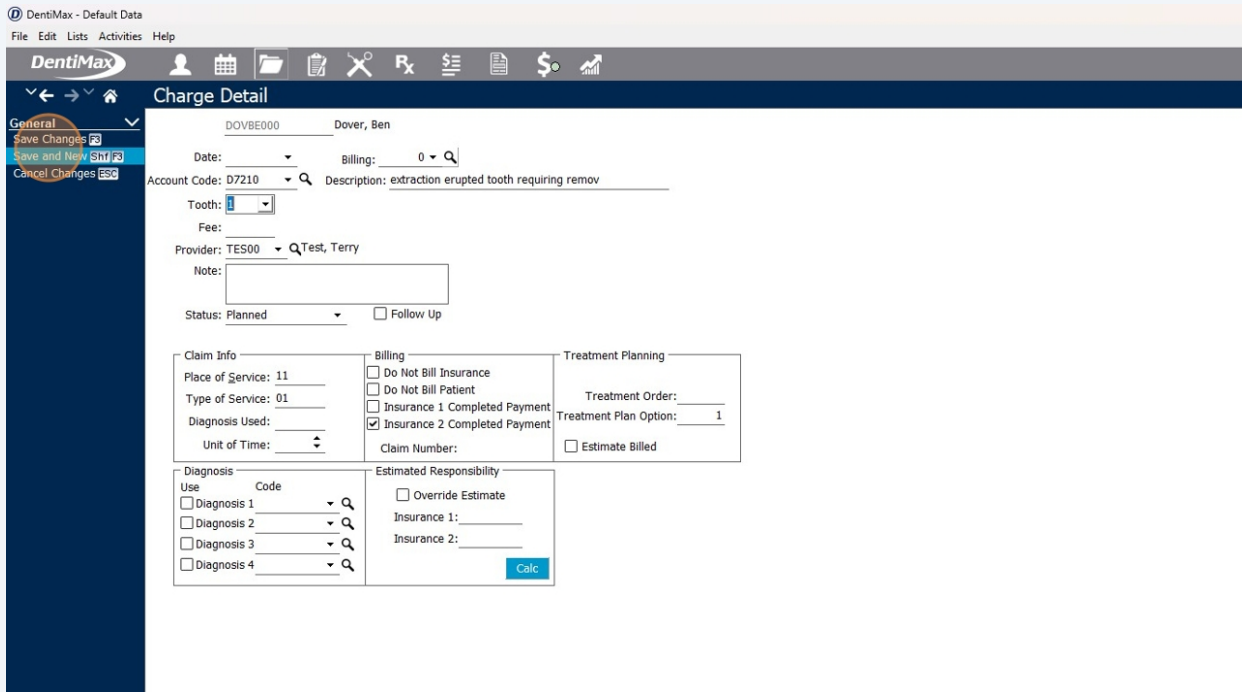 DentiMax - Default Data
File Edit Lists Activities Help
DentiMax
Rx
Charge Detail
General
Save Changes F3
Save and New Shf F3
Cancel Changes ESC
DOVBE000 Dover, Ben
Date: Billing: 0
Account Code: D7210 Description: extraction erupted tooth requiring remov
Tooth: 1
Fee:
Provider: TES00 Test, Terry
Note:
Status: Planned Follow Up
Claim Info
Place of Service: 11
Type of Service: 01
Diagnosis Used:
Unit of Time:
Billing
Do Not Bill Insurance
Do Not Bill Patient
Insurance 1 Completed Payment
Insurance 2 Completed Payment
Claim Number:
Treatment Planning
Treatment Order:
Treatment Plan Option: 1
Estimate Billed
Diagnosis
Use Code
Diagnosis 1
Diagnosis 2
Diagnosis 3
Diagnosis 4
Estimated Responsibility
Override Estimate
Insurance 1:
Insurance 2:
Calc